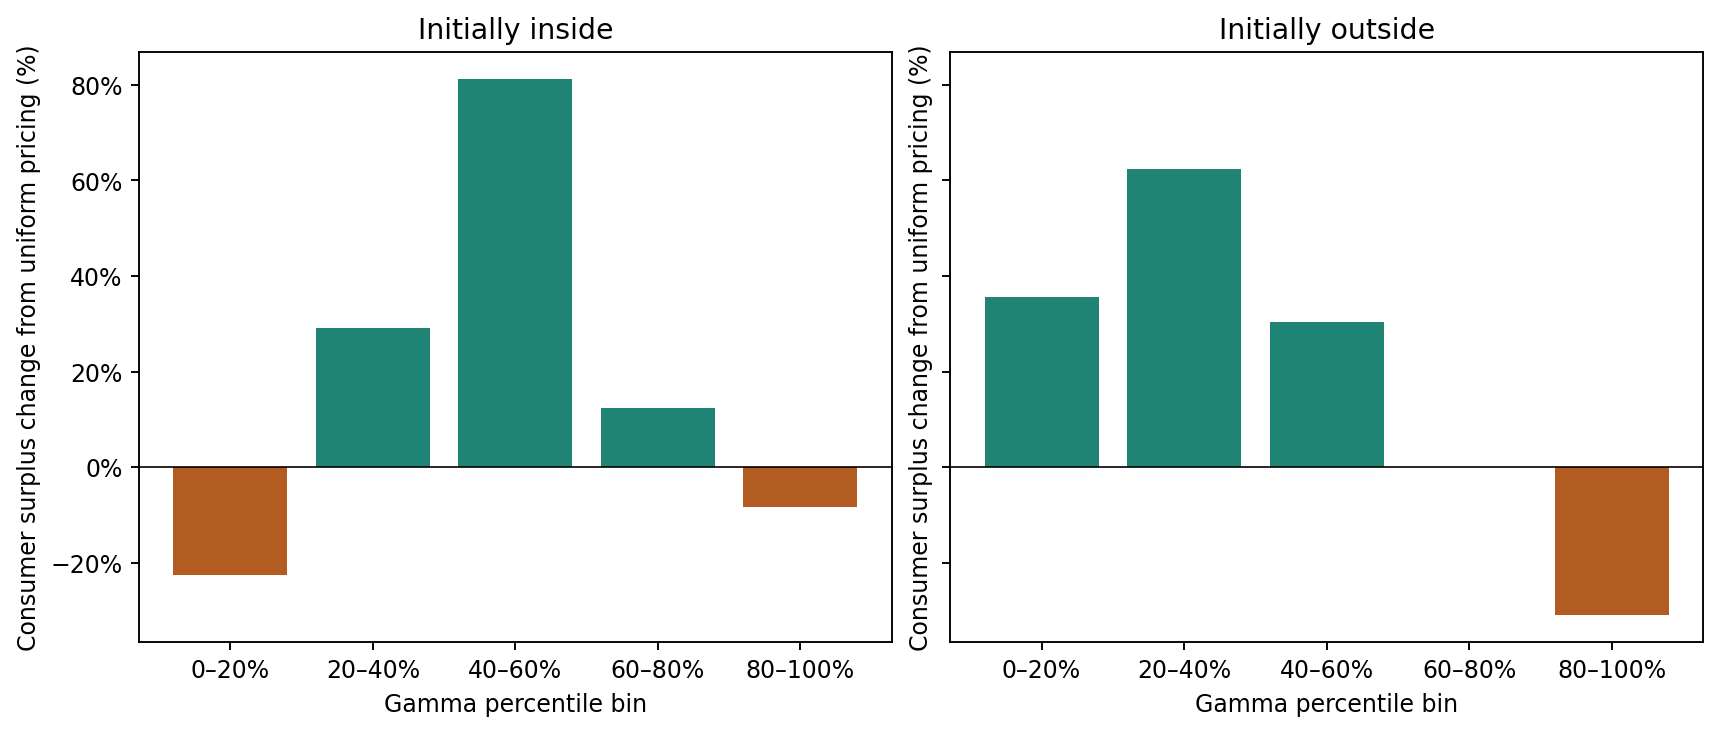 Initially inside
Consumer surplus change from uniform pricing (%)
80%
60%
40%
20%
0%
−20%
0–20%
20–40%
40–60%
60–80%
80–100%
Gamma percentile bin
Initially outside
Consumer surplus change from uniform pricing (%)
0–20%
20–40%
40–60%
60–80%
80–100%
Gamma percentile bin